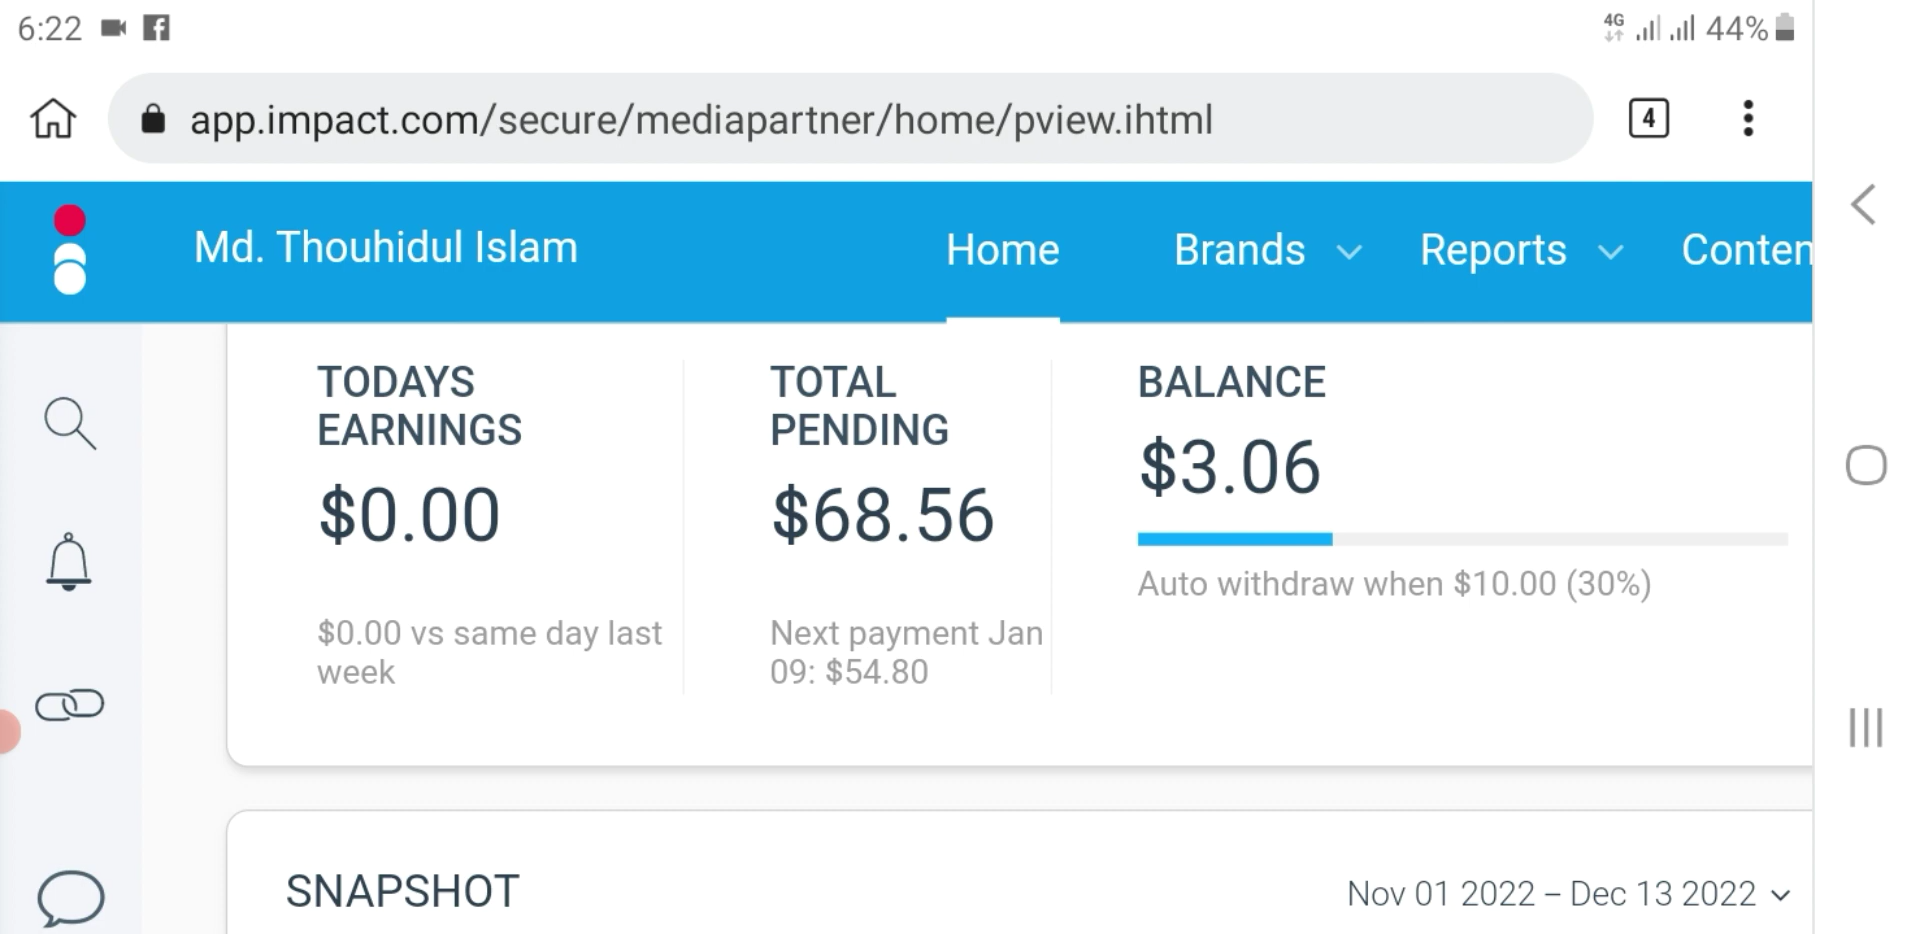 6:22
4G 44%
app.impact.com/secure/mediapartner/home/pview.ihtml
4
Md. Thouhidul Islam
Home
Brands
Reports
Conten
TODAYS
EARNINGS
$0.00
$0.00 vs same day last
week
TOTAL
PENDING
$68.56
Next payment Jan
09: $54.80
BALANCE
$3.06
Auto withdraw when $10.00 (30%)
SNAPSHOT
Nov 01 2022 – Dec 13 2022